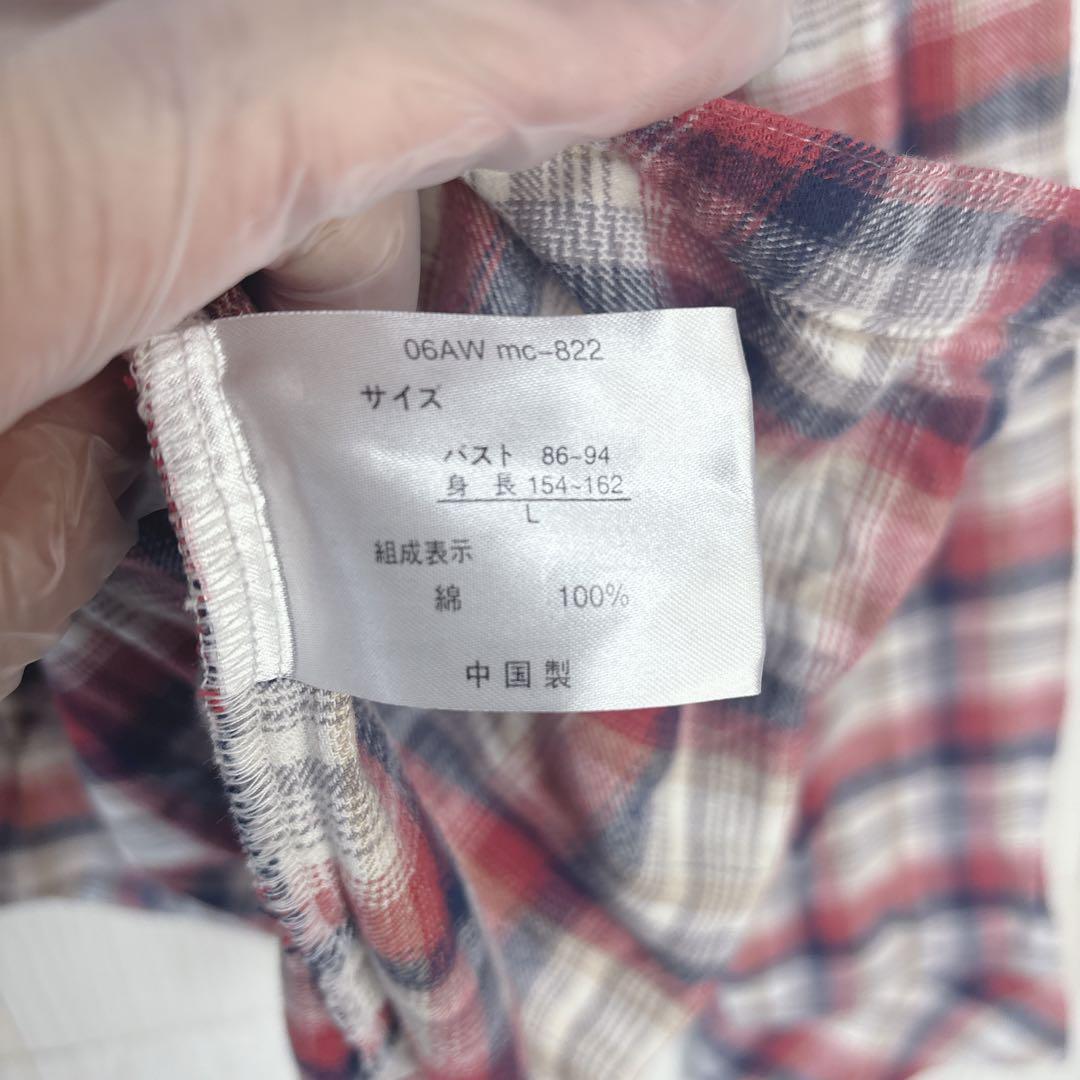 06AW mc-822
サイズ
バスト 86~94
身 長 154~162
L
組成表示
綿 100%
中国製